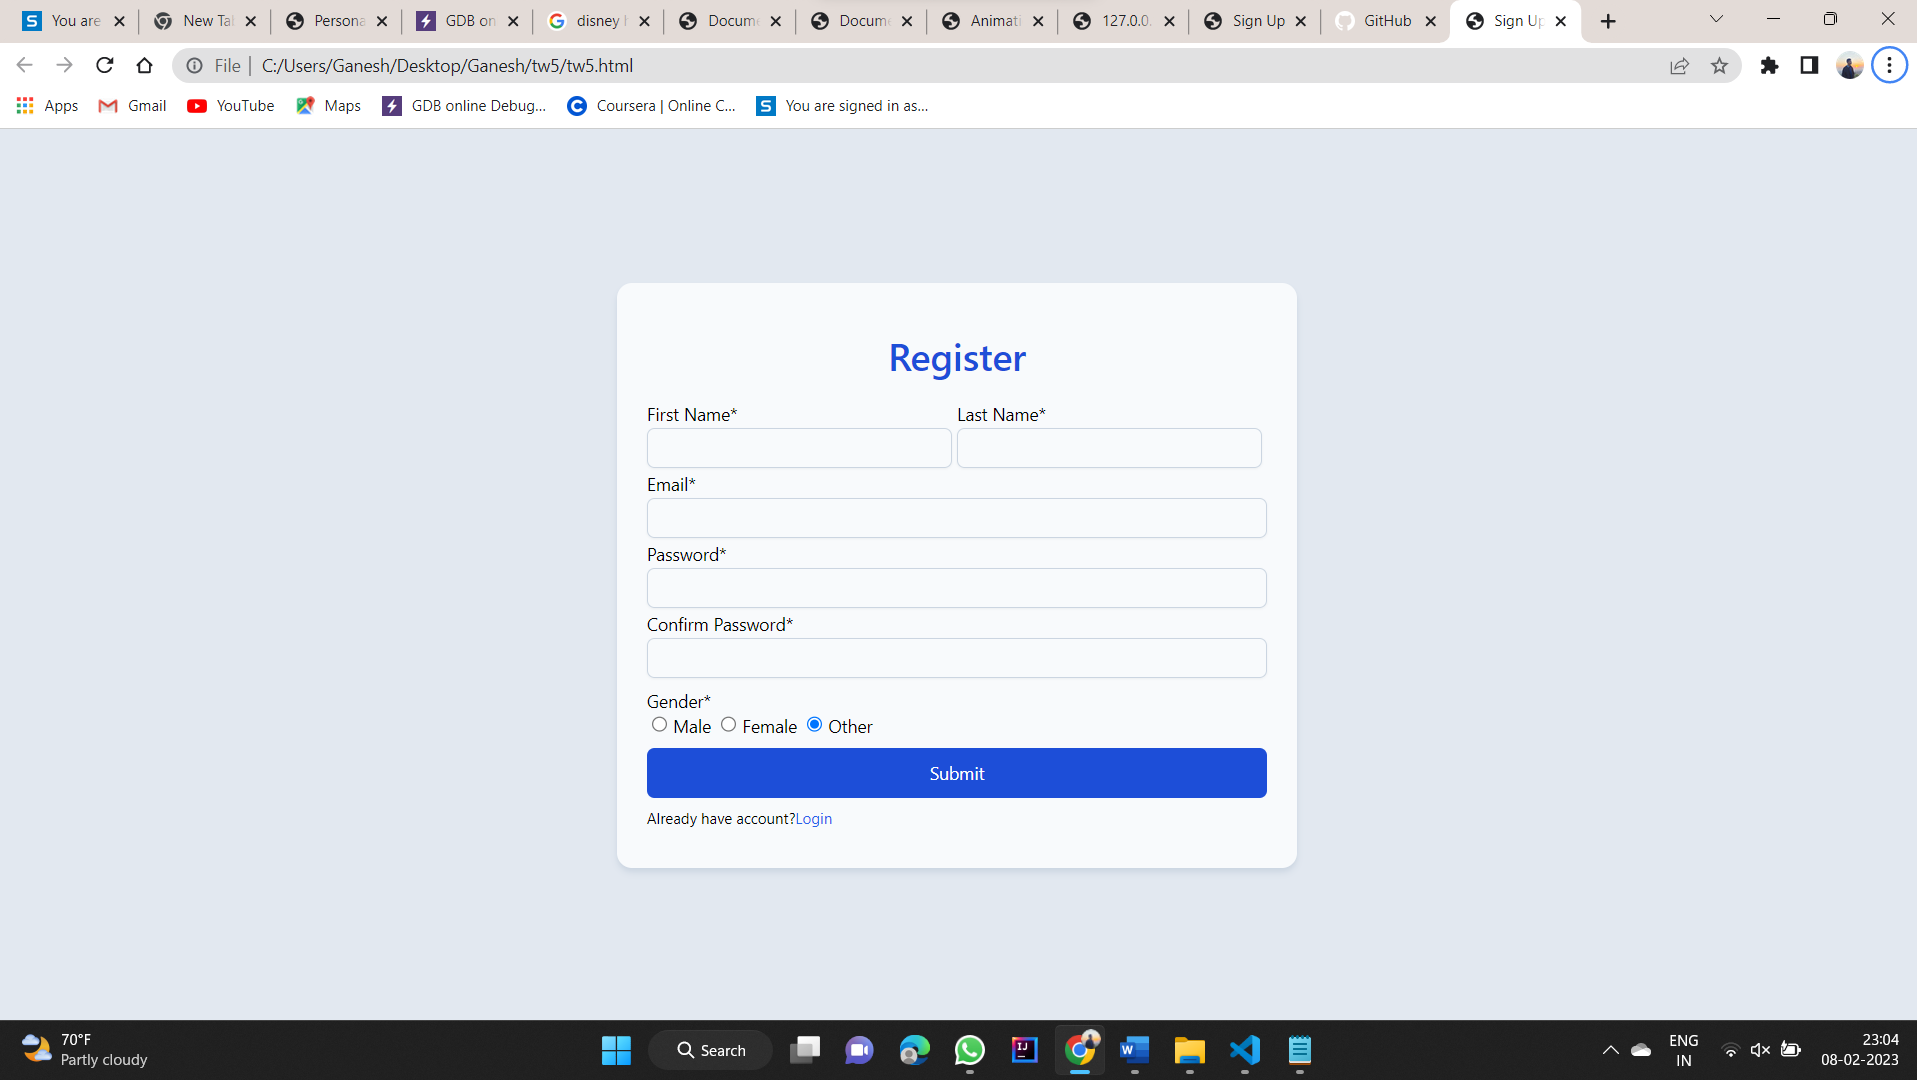 You are
New Tal
Persona
GDB on
disney h
Docume
Docume
Animati
127.0.0.
Sign Up
GitHub
Sign Up
File
C:/Users/Ganesh/Desktop/Ganesh/tw5/tw5.html
Apps
Gmail
YouTube
Maps
GDB online Debug...
Coursera | Online C...
You are signed in as...
Register
First Name* Last Name*
Email*
Password*
Confirm Password*
Gender*
Male Female Other
Submit
Already have account?Login
70°F
Partly cloudy
Search
ENG
IN
23:04
08-02-2023